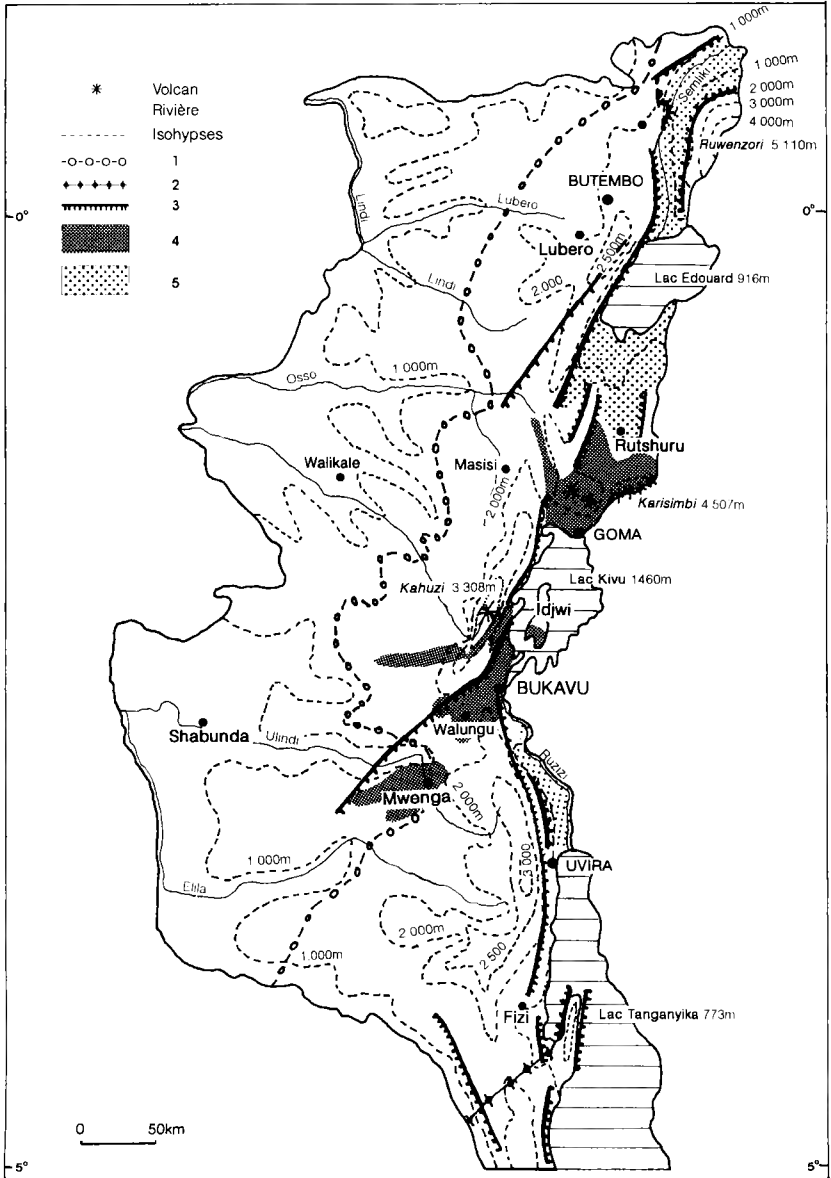 Volcan
Rivière
Isohypses
1
2
3
4
5
1 000m
1 000m
2 000m
3 000m
4 000m
Semliki
Ruwenzori 5 110m
0°
0°
BUTEMBO
Lubero
Lubero
Lindi
Lindi
2 500m
2.000
Lac Edouard 916m
1 000m
Osso
Rutshuru
Walikale
Masisi
2 000m
Karisimbi 4 507m
GOMA
Kahuzi 3 308m
Lac Kivu 1460m
Idjwi
BUKAVU
Shabunda
Ulindi
Walungu
Ruzizi
Mwenga
2 000m
1 000m
UVIRA
3 000
Elila
2 000m
1.000m
2 500
Fizi
Lac Tanganyika 773m
0 50km
5°
5°